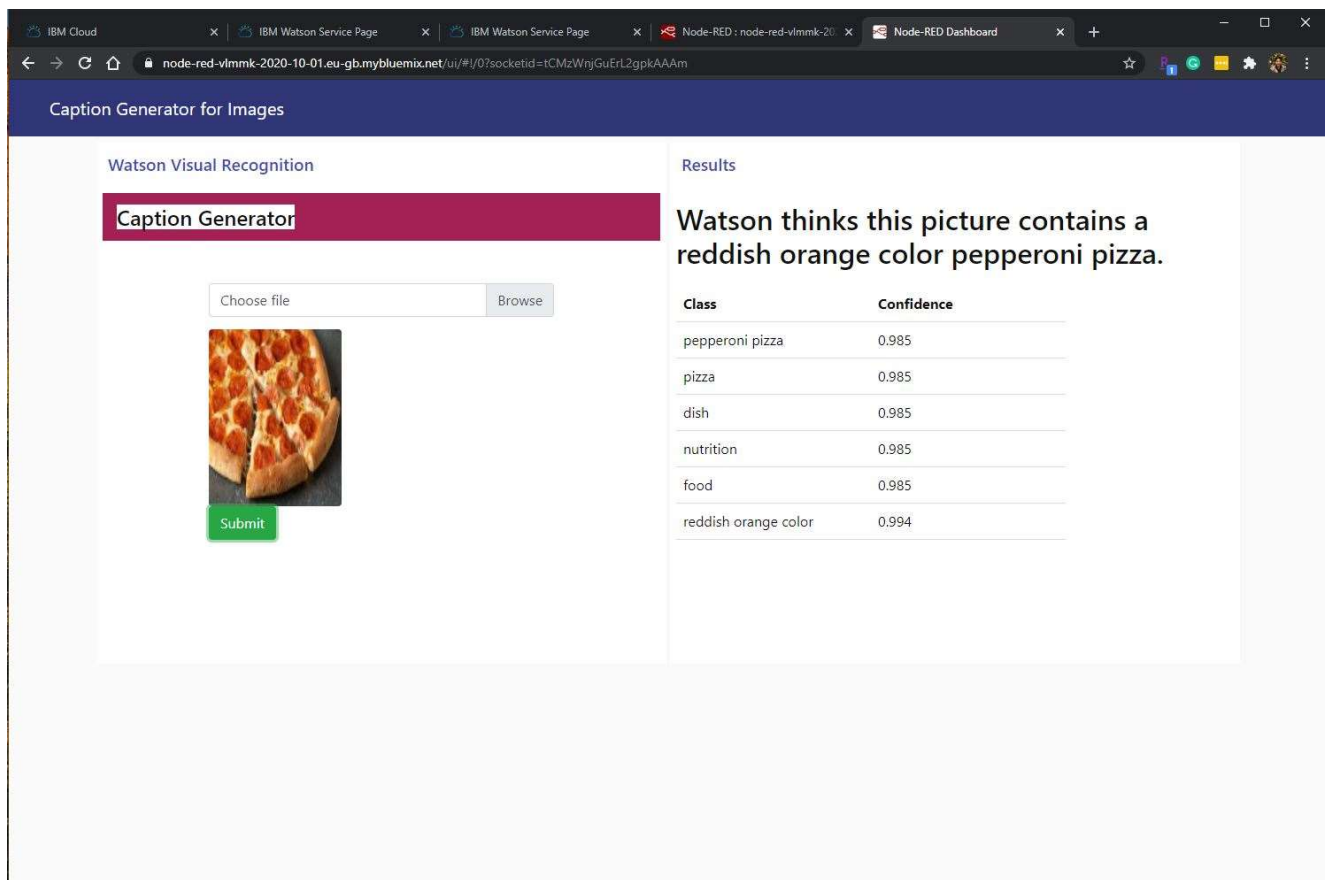 IBM Cloud
IBM Watson Service Page
IBM Watson Service Page
Node-RED : node-red-vlmmk-20
Node-RED Dashboard
node-red-vlmmk-2020-10-01.eu-gb.mybluemix.net/ui/#!/0?socketid=tCMzWnjGuErL2gpkAAAm
Caption Generator for Images
Watson Visual Recognition
Caption Generator
Choose file
Browse
Submit
Results
Watson thinks this picture contains a
reddish orange color pepperoni pizza.
Class Confidence
pepperoni pizza 0.985
pizza 0.985
dish 0.985
nutrition 0.985
food 0.985
reddish orange color 0.994